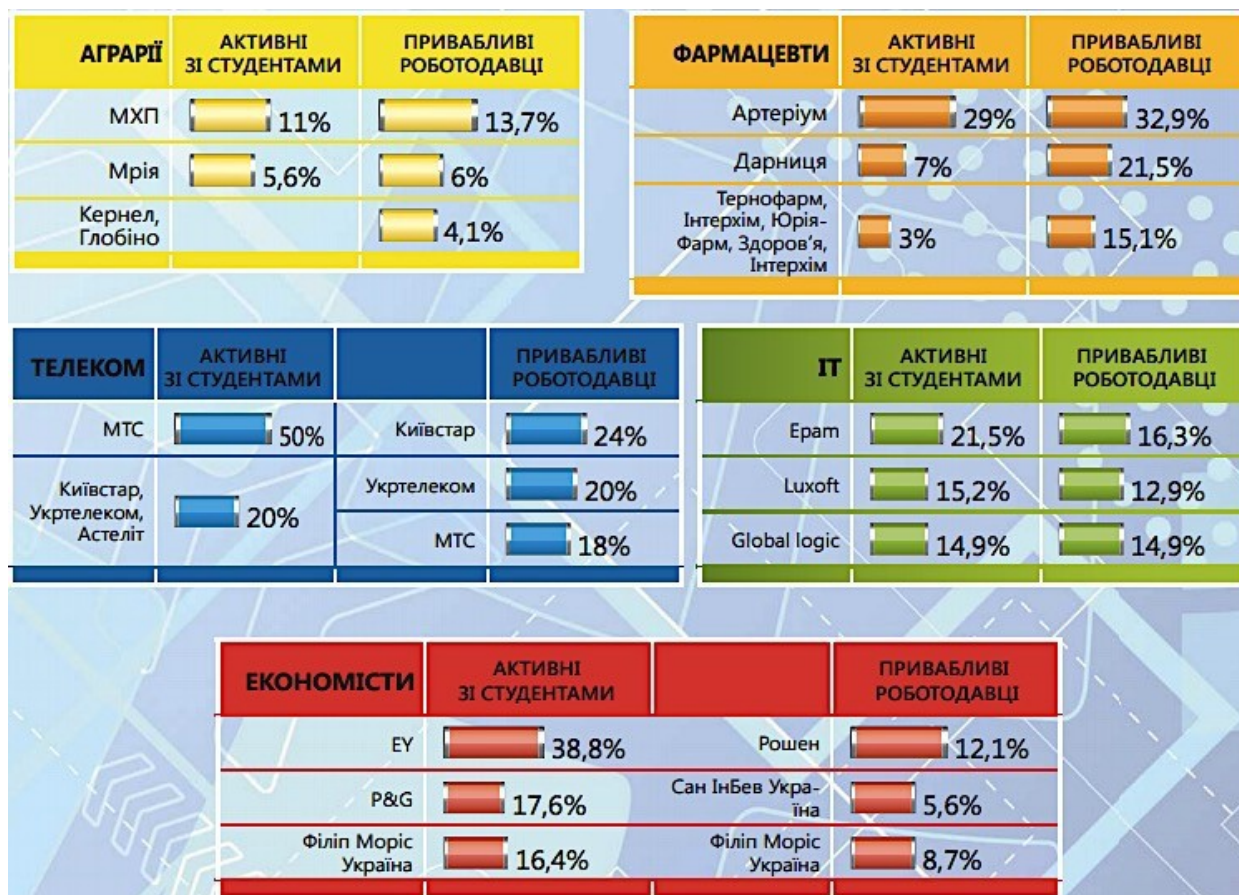 АГРАРІЇ
АКТИВНІ
ЗІ СТУДЕНТАМИ
ПРИВАБЛИВІ
РОБОТОДАВЦІ
МХП
11%
13,7%
Мрія
5,6%
6%
Кернел,
Глобіно
4,1%
ФАРМАЦЕВТИ
АКТИВНІ
ЗІ СТУДЕНТАМИ
ПРИВАБЛИВІ
РОБОТОДАВЦІ
Артеріум
29%
32,9%
Дарниця
7%
21,5%
Тернофарм,
Інтерхім, Юрія-
Фарм, Здоров’я,
Інтерхім
3%
15,1%
ТЕЛЕКОМ
АКТИВНІ
ЗІ СТУДЕНТАМИ
ПРИВАБЛИВІ
РОБОТОДАВЦІ
МТС
50%
Київстар
24%
Київстар,
Укртелеком,
Астеліт
20%
Укртелеком
20%
МТС
18%
ІТ
АКТИВНІ
ЗІ СТУДЕНТАМИ
ПРИВАБЛИВІ
РОБОТОДАВЦІ
Epam
21,5%
16,3%
Luxoft
15,2%
12,9%
Global logic
14,9%
14,9%
ЕКОНОМІСТИ
АКТИВНІ
ЗІ СТУДЕНТАМИ
ПРИВАБЛИВІ
РОБОТОДАВЦІ
EY
38,8%
Рошен
12,1%
P&G
17,6%
Сан ІнБев Укра-
їна
5,6%
Філіп Моріс
Україна
16,4%
Філіп Моріс
Україна
8,7%